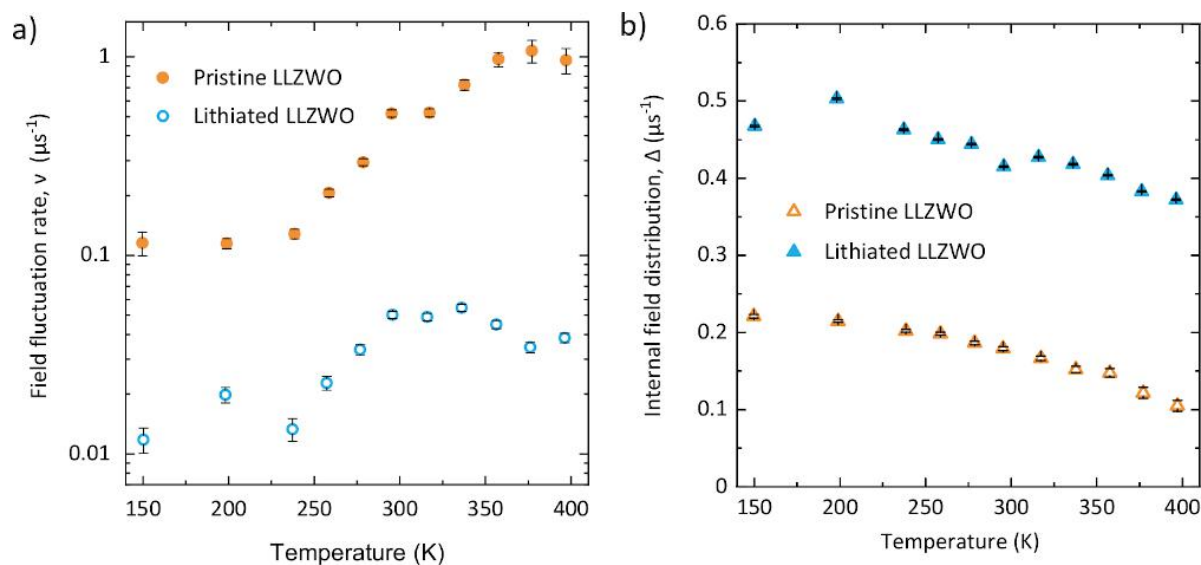 a)
Field fluctuation rate, ν (µs⁻¹)
1
0.1
0.01
Pristine LLZWO
Lithiated LLZWO
150 200 250 300 350 400
Temperature (K)
b)
Internal field distribution, Δ (µs⁻¹)
0.6
0.5
0.4
0.3
0.2
0.1
0
Pristine LLZWO
Lithiated LLZWO
150 200 250 300 350 400
Temperature (K)